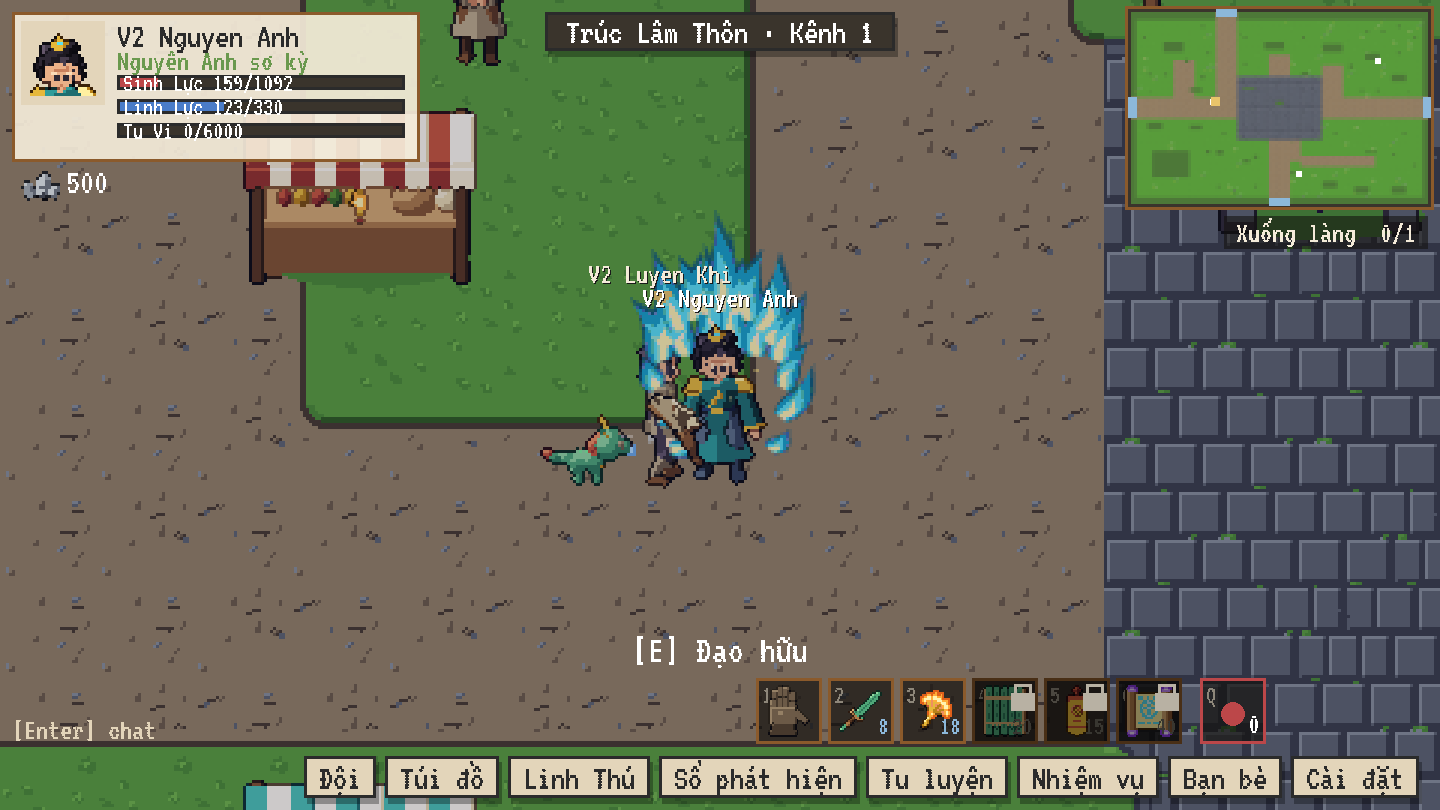 V2 Nguyen Anh
Nguyên Anh sơ kỳ
Sinh Lực 159/1092
Linh Lực 123/330
Tu Vi 0/6000
500
Trúc Lâm Thôn · Kênh 1
Xuống làng 0/1
V2 Luyen Khi
V2 Nguyen Anh
[E] Đạo hữu
1
2
8
3
18
5
15
Q
0
[Enter] chat
Đội
Túi đồ
Linh Thú
Sổ phát hiện
Tu luyện
Nhiệm vụ
Bạn bè
Cài đặt